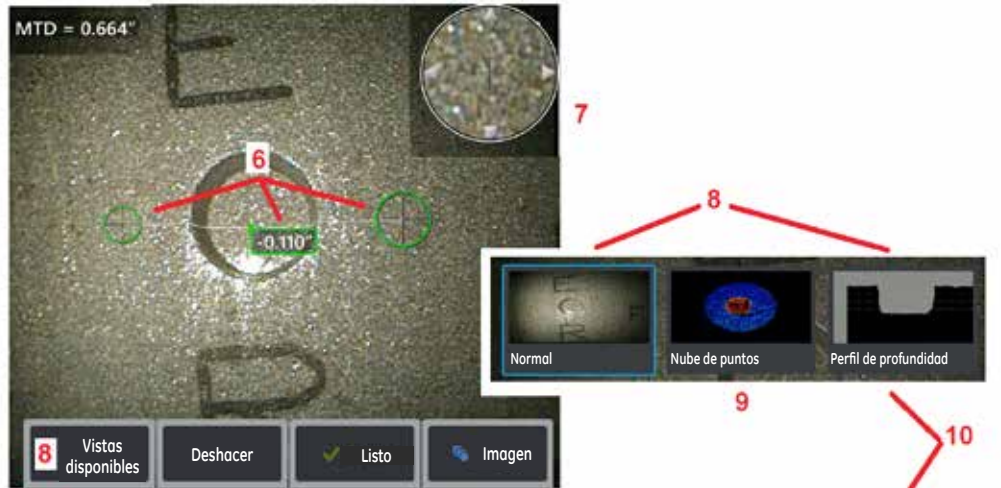 MTD = 0.664"
E
7
6
-0.110"
8
ECM
E
Normal
Nube de puntos
Perfil de profundidad
9
D
10
8
Vistas
disponibles
Deshacer
Listo
Imagen